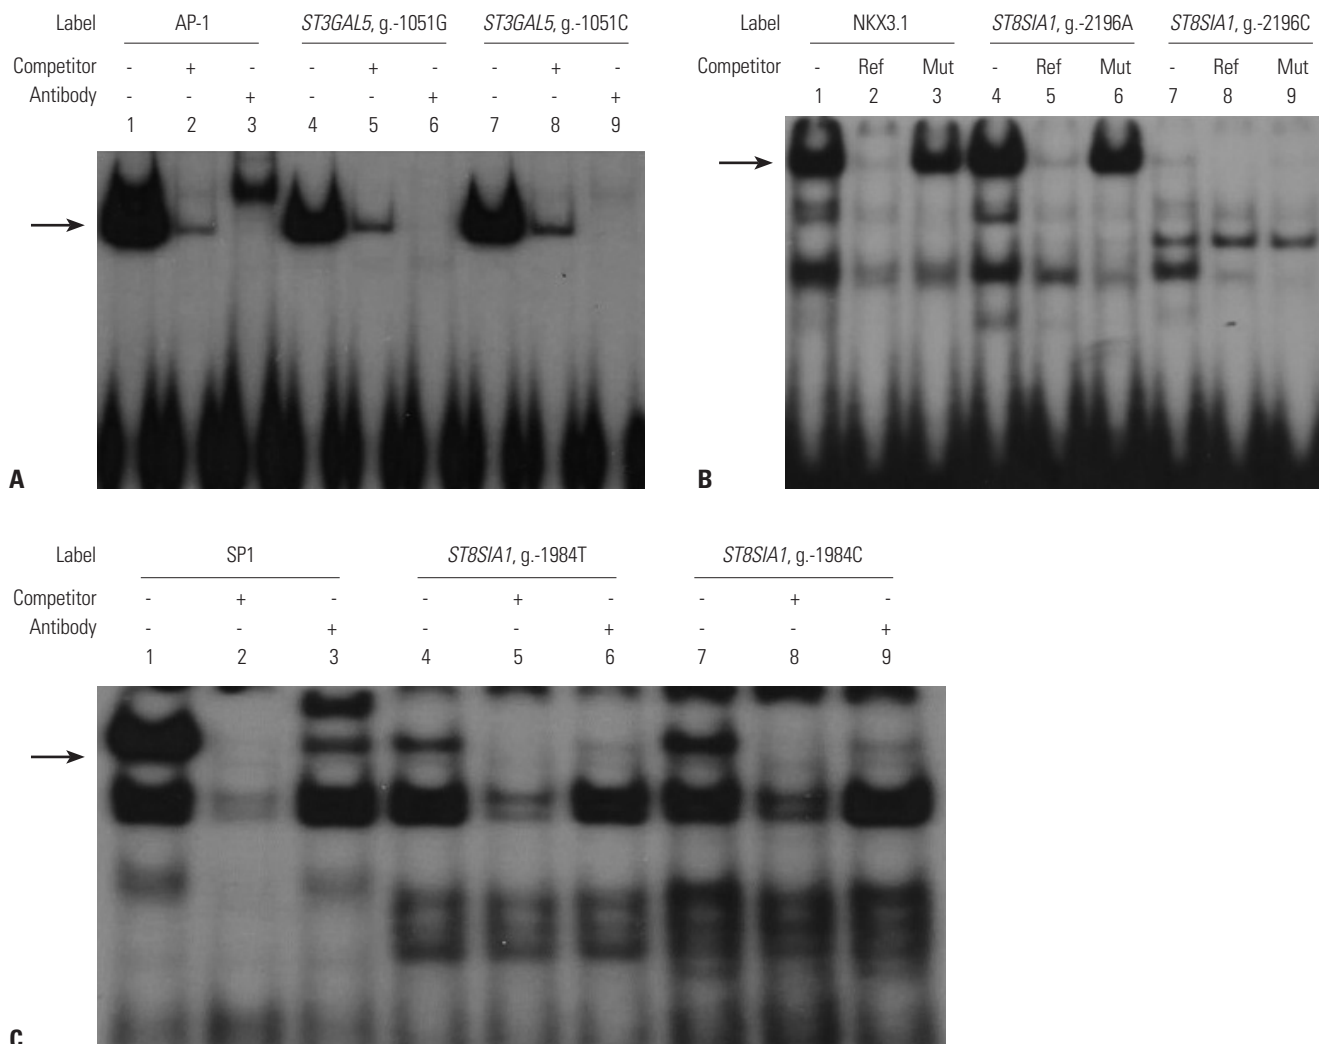 Label AP-1 ST3GAL5, g.-1051G ST3GAL5, g.-1051C
Competitor - + - - + - - + -
Antibody - - + - - + - - +
1 2 3 4 5 6 7 8 9
A
Label NKX3.1 ST8SIA1, g.-2196A ST8SIA1, g.-2196C
Competitor - Ref Mut - Ref Mut - Ref Mut
1 2 3 4 5 6 7 8 9
B
Label SP1 ST8SIA1, g.-1984T ST8SIA1, g.-1984C
Competitor - + - - + - - + -
Antibody - - + - - + - - +
1 2 3 4 5 6 7 8 9
C